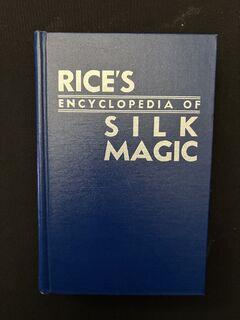 RICE'S
ENCYCLOPEDIA OF
SILK
MAGIC